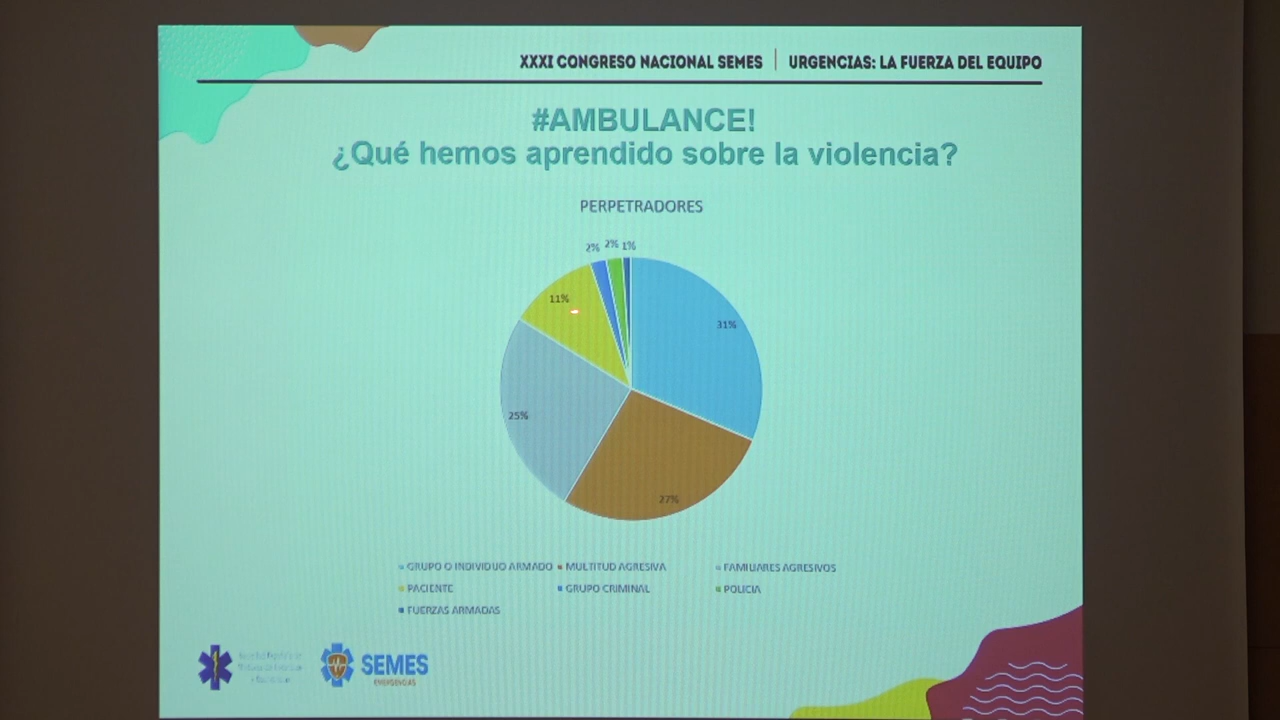 XXXI CONGRESO NACIONAL SEMES | URGENCIAS: LA FUERZA DEL EQUIPO
#AMBULANCE!
¿Qué hemos aprendido sobre la violencia?
PERPETRADORES
2% 2% 1%
11%
31%
25%
27%
GRUPO O INDIVIDUO ARMADO MULTITUD AGRESIVA FAMILIARES AGRESIVOS
PACIENTE GRUPO CRIMINAL POLICIA
FUERZAS ARMADAS
SEMES
EMERGENCIAS